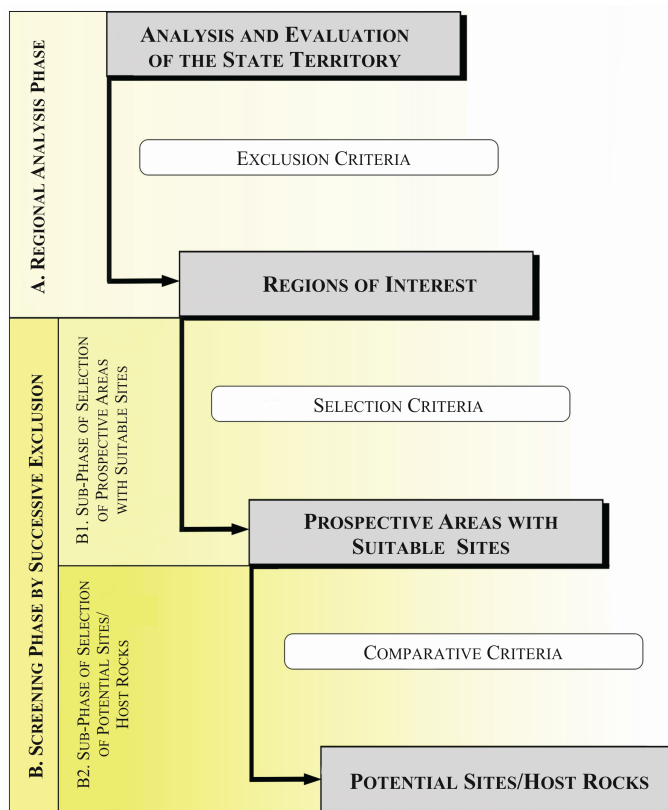 ANALYSIS AND EVALUATION
OF THE STATE TERRITORY
A. REGIONAL ANALYSIS PHASE
EXCLUSION CRITERIA
REGIONS OF INTEREST
B. SCREENING PHASE BY SUCCESSIVE EXCLUSION
B1. SUB-PHASE OF SELECTION
OF PROSPECTIVE AREAS
WITH SUITABLE SITES
SELECTION CRITERIA
PROSPECTIVE AREAS WITH
SUITABLE SITES
B2. SUB-PHASE OF SELECTION
OF POTENTIAL SITES/
HOST ROCKS
COMPARATIVE CRITERIA
POTENTIAL SITES/HOST ROCKS